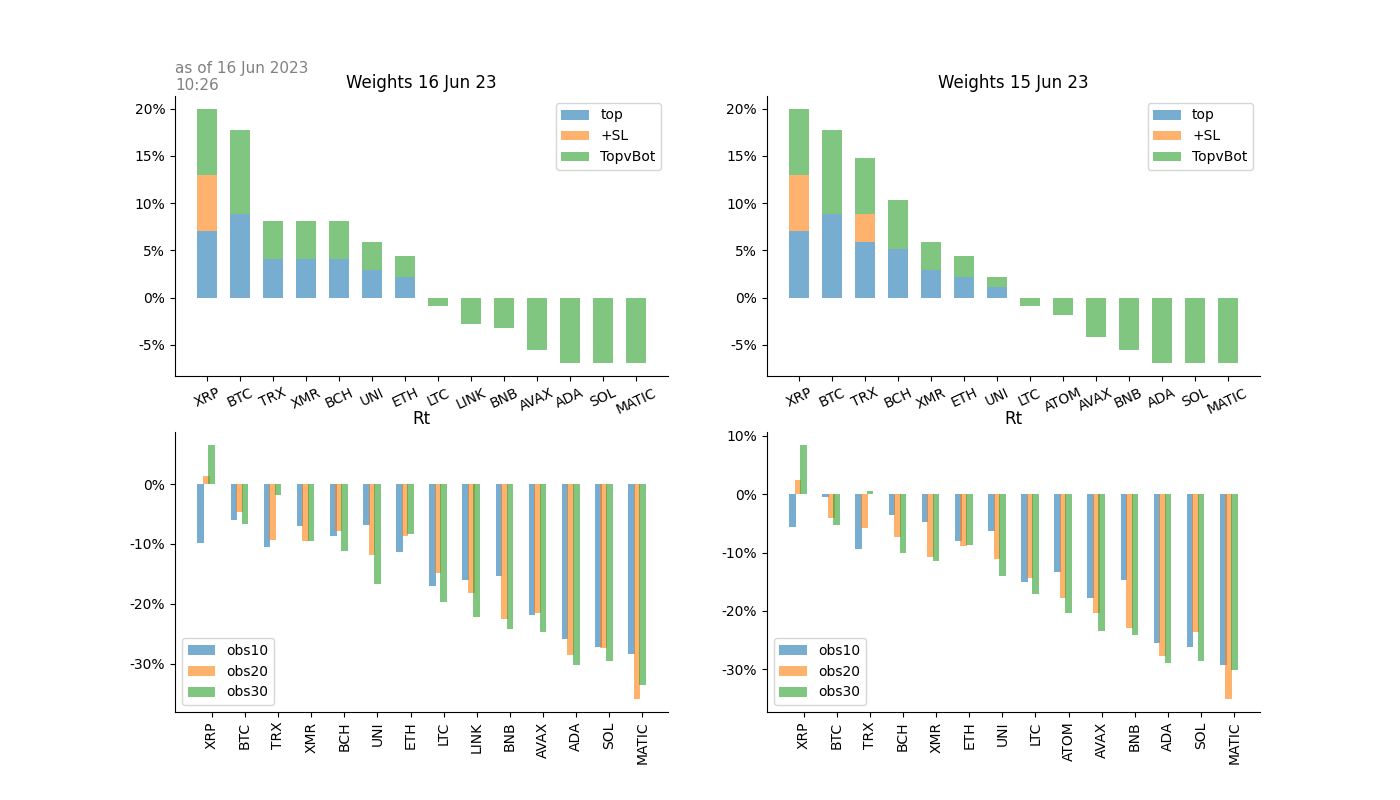 as of 16 Jun 2023
10:26
Weights 16 Jun 23
20%
15%
10%
5%
0%
-5%
top
+SL
TopvBot
XRP BTC TRX XMR BCH UNI ETH LTC LINK BNB AVAX ADA SOL MATIC
Weights 15 Jun 23
20%
15%
10%
5%
0%
-5%
top
+SL
TopvBot
XRP BTC TRX BCH XMR ETH UNI LTC ATOM AVAX BNB ADA SOL MATIC
Rt
0%
-10%
-20%
-30%
obs10
obs20
obs30
XRP BTC TRX XMR BCH UNI ETH LTC LINK BNB AVAX ADA SOL MATIC
Rt
10%
0%
-10%
-20%
-30%
obs10
obs20
obs30
XRP BTC TRX BCH XMR ETH UNI LTC ATOM AVAX BNB ADA SOL MATIC